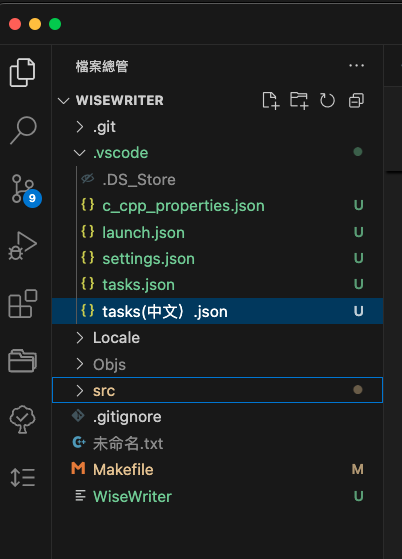 檔案總管
WISEWRITER
.git
.vscode
.DS_Store
c_cpp_properties.json U
launch.json U
settings.json U
tasks.json U
tasks(中文）.json U
Locale
Objs
src
.gitignore
未命名.txt
Makefile M
WiseWriter U
9